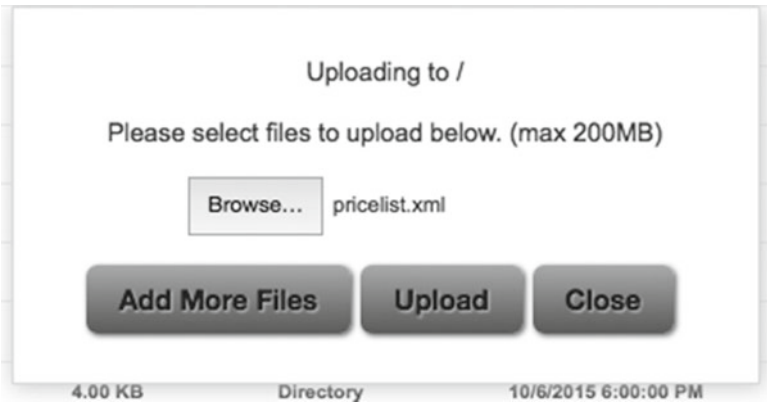 Uploading to /
Please select files to upload below. (max 200MB)
Browse... pricelist.xml
Add More Files Upload Close
4.00 KB Directory 10/6/2015 6:00:00 PM